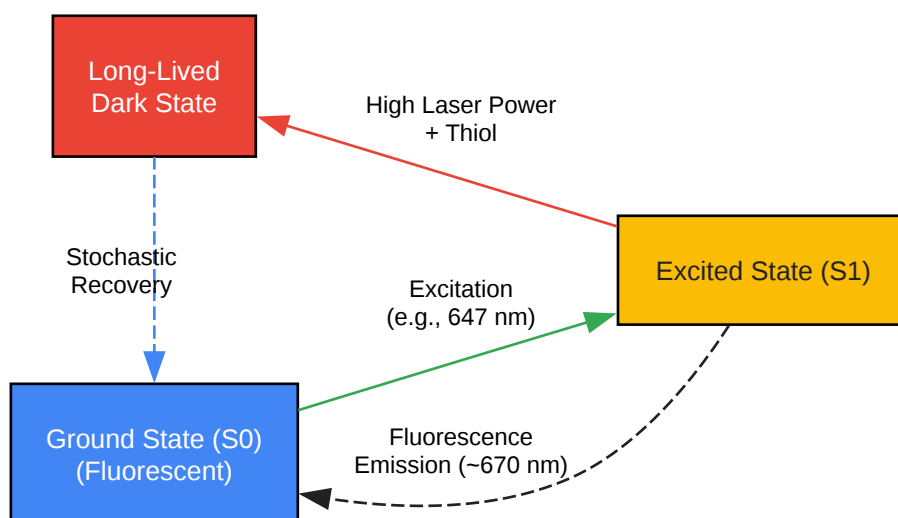 Long-Lived
Dark State
High Laser Power
+ Thiol
Excited State (S1)
Stochastic
Recovery
Excitation
(e.g., 647 nm)
Ground State (S0)
(Fluorescent)
Fluorescence
Emission (~670 nm)